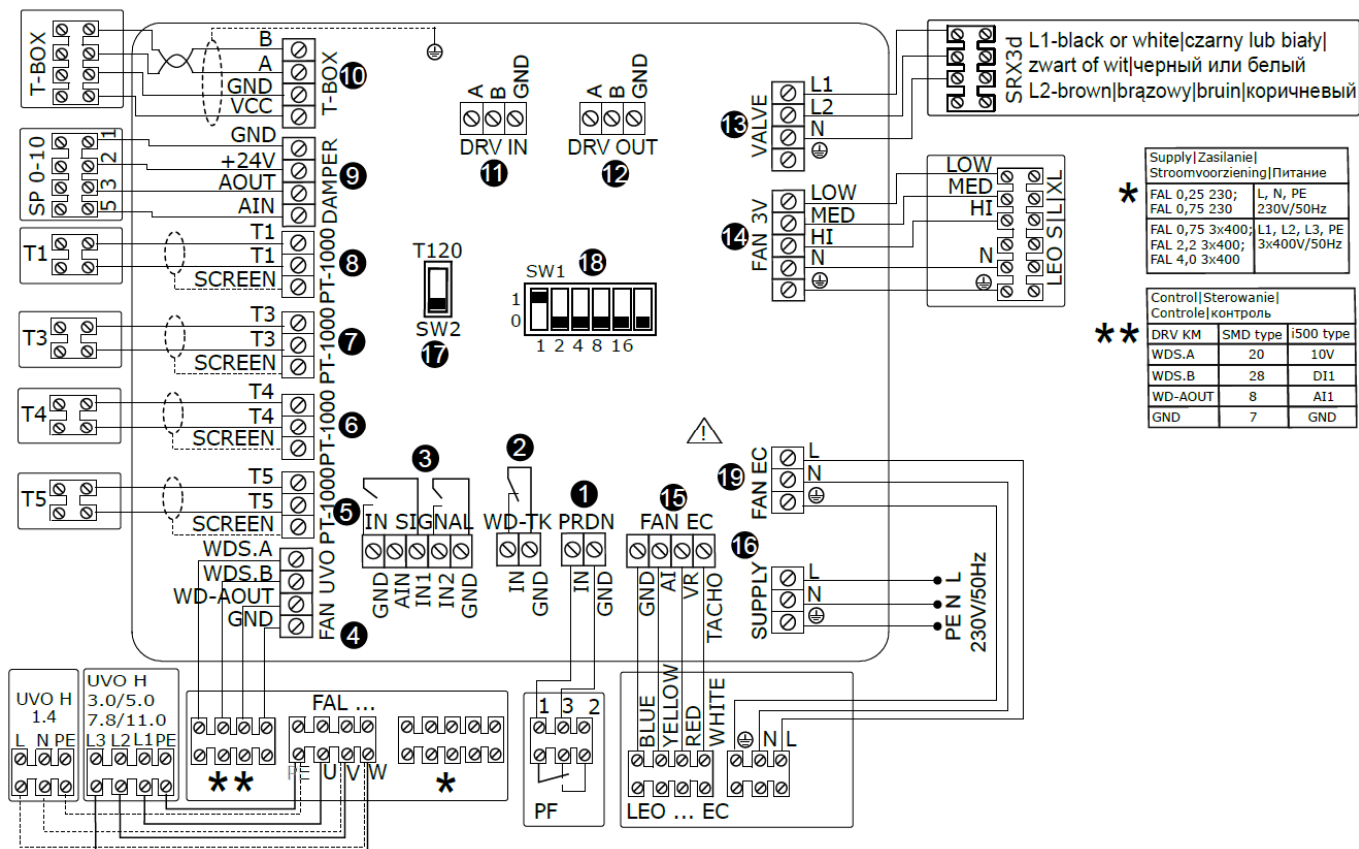 T-BOX
B
A
GND
VCC
T-BOX
10
SP 0-10
1
2
3
5
GND
+24V
AOUT
AIN
DAMPER
9
T1
T1
T1
SCREEN
PT-1000
8
T3
T3
T3
SCREEN
PT-1000
7
T4
T4
T4
SCREEN
PT-1000
6
T5
T5
T5
SCREEN
PT-1000
5
WDS.A
WDS.B
WD-AOUT
GND
FAN UVO
4
A
B
GND
DRV IN
11
A
B
GND
DRV OUT
12
T120
SW2
17
SW1
18
1
0
1 2 4 8 16
3
IN SIGNAL
GND
AIN
IN1
IN2
GND
2
WD-TK
IN
GND
1
PRDN
IN
GND
15
FAN EC
GND
AI
VR
TACHO
13
VALVE
L1
L2
N
SRX3d
L1-black or white|czarny lub biały|
zwart of wit|черный или белый
L2-brown|brązowy|bruin|коричневый
14
FAN 3V
LOW
MED
HI
N
LOW
MED
HI
N
LEO S|L|XL
*
Supply|Zasilanie|
Stroomvoorziening|Питание
FAL 0,25 230;
FAL 0,75 230
L, N, PE
230V/50Hz
FAL 0,75 3x400;
FAL 2,2 3x400;
FAL 4,0 3x400
L1, L2, L3, PE
3x400V/50Hz
**
Control|Sterowanie|
Controle|контроль
DRV KM SMD type i500 type
WDS.A 20 10V
WDS.B 28 DI1
WD-AOUT 8 AI1
GND 7 GND
19
FAN EC
L
N
16
SUPPLY
L
N
PE N L
230V/50Hz
UVO H
1.4
L N PE
UVO H
3.0/5.0
7.8/11.0
L3 L2 L1 PE
FAL ...
**
PE U V W
*
1 3 2
PF
BLUE
YELLOW
RED
WHITE
N L
LEO ... EC